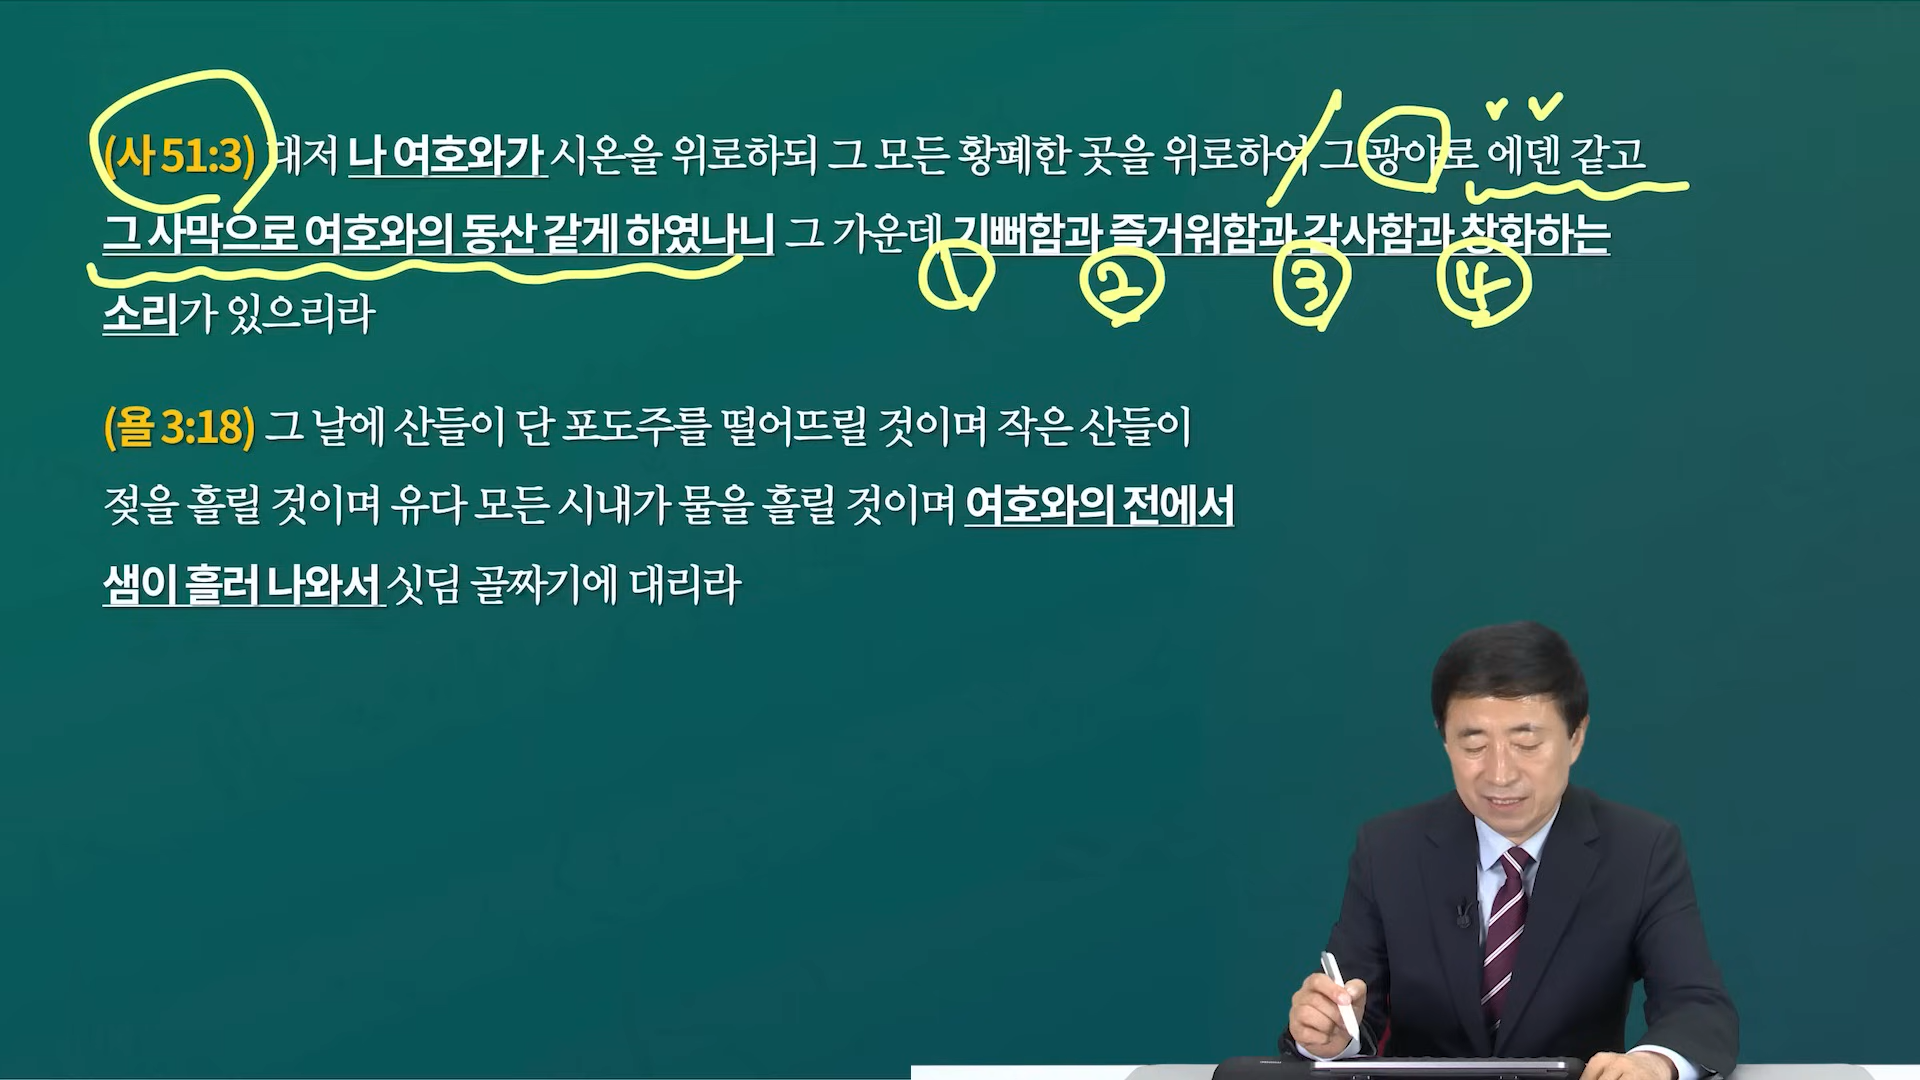 (사 51:3) 대저 나 여호와가 시온을 위로하되 그 모든 황폐한 곳을 위로하여 그 광야로 에덴 같고
그 사막으로 여호와의 동산 같게 하였나니 그 가운데 기뻐함과 즐거워함과 감사함과 창화하는
① ② ③ ④
소리가 있으리라
(욜 3:18) 그 날에 산들이 단 포도주를 떨어뜨릴 것이며 작은 산들이
젖을 흘릴 것이며 유다 모든 시내가 물을 흘릴 것이며 여호와의 전에서
샘이 흘러 나와서 싯딤 골짜기에 대리라